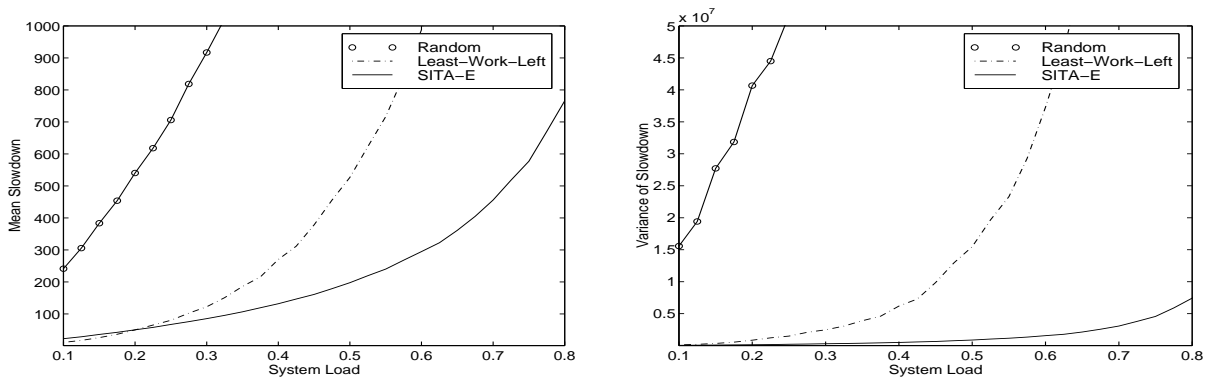 1000
900
800
700
600
500
400
300
200
100
Mean Slowdown
0.1 0.2 0.3 0.4 0.5 0.6 0.7 0.8
System Load
Random
Least−Work−Left
SITA−E
x 10^7
5
4.5
4
3.5
3
2.5
2
1.5
1
0.5
Variance of Slowdown
0.1 0.2 0.3 0.4 0.5 0.6 0.7 0.8
System Load
Random
Least−Work−Left
SITA−E